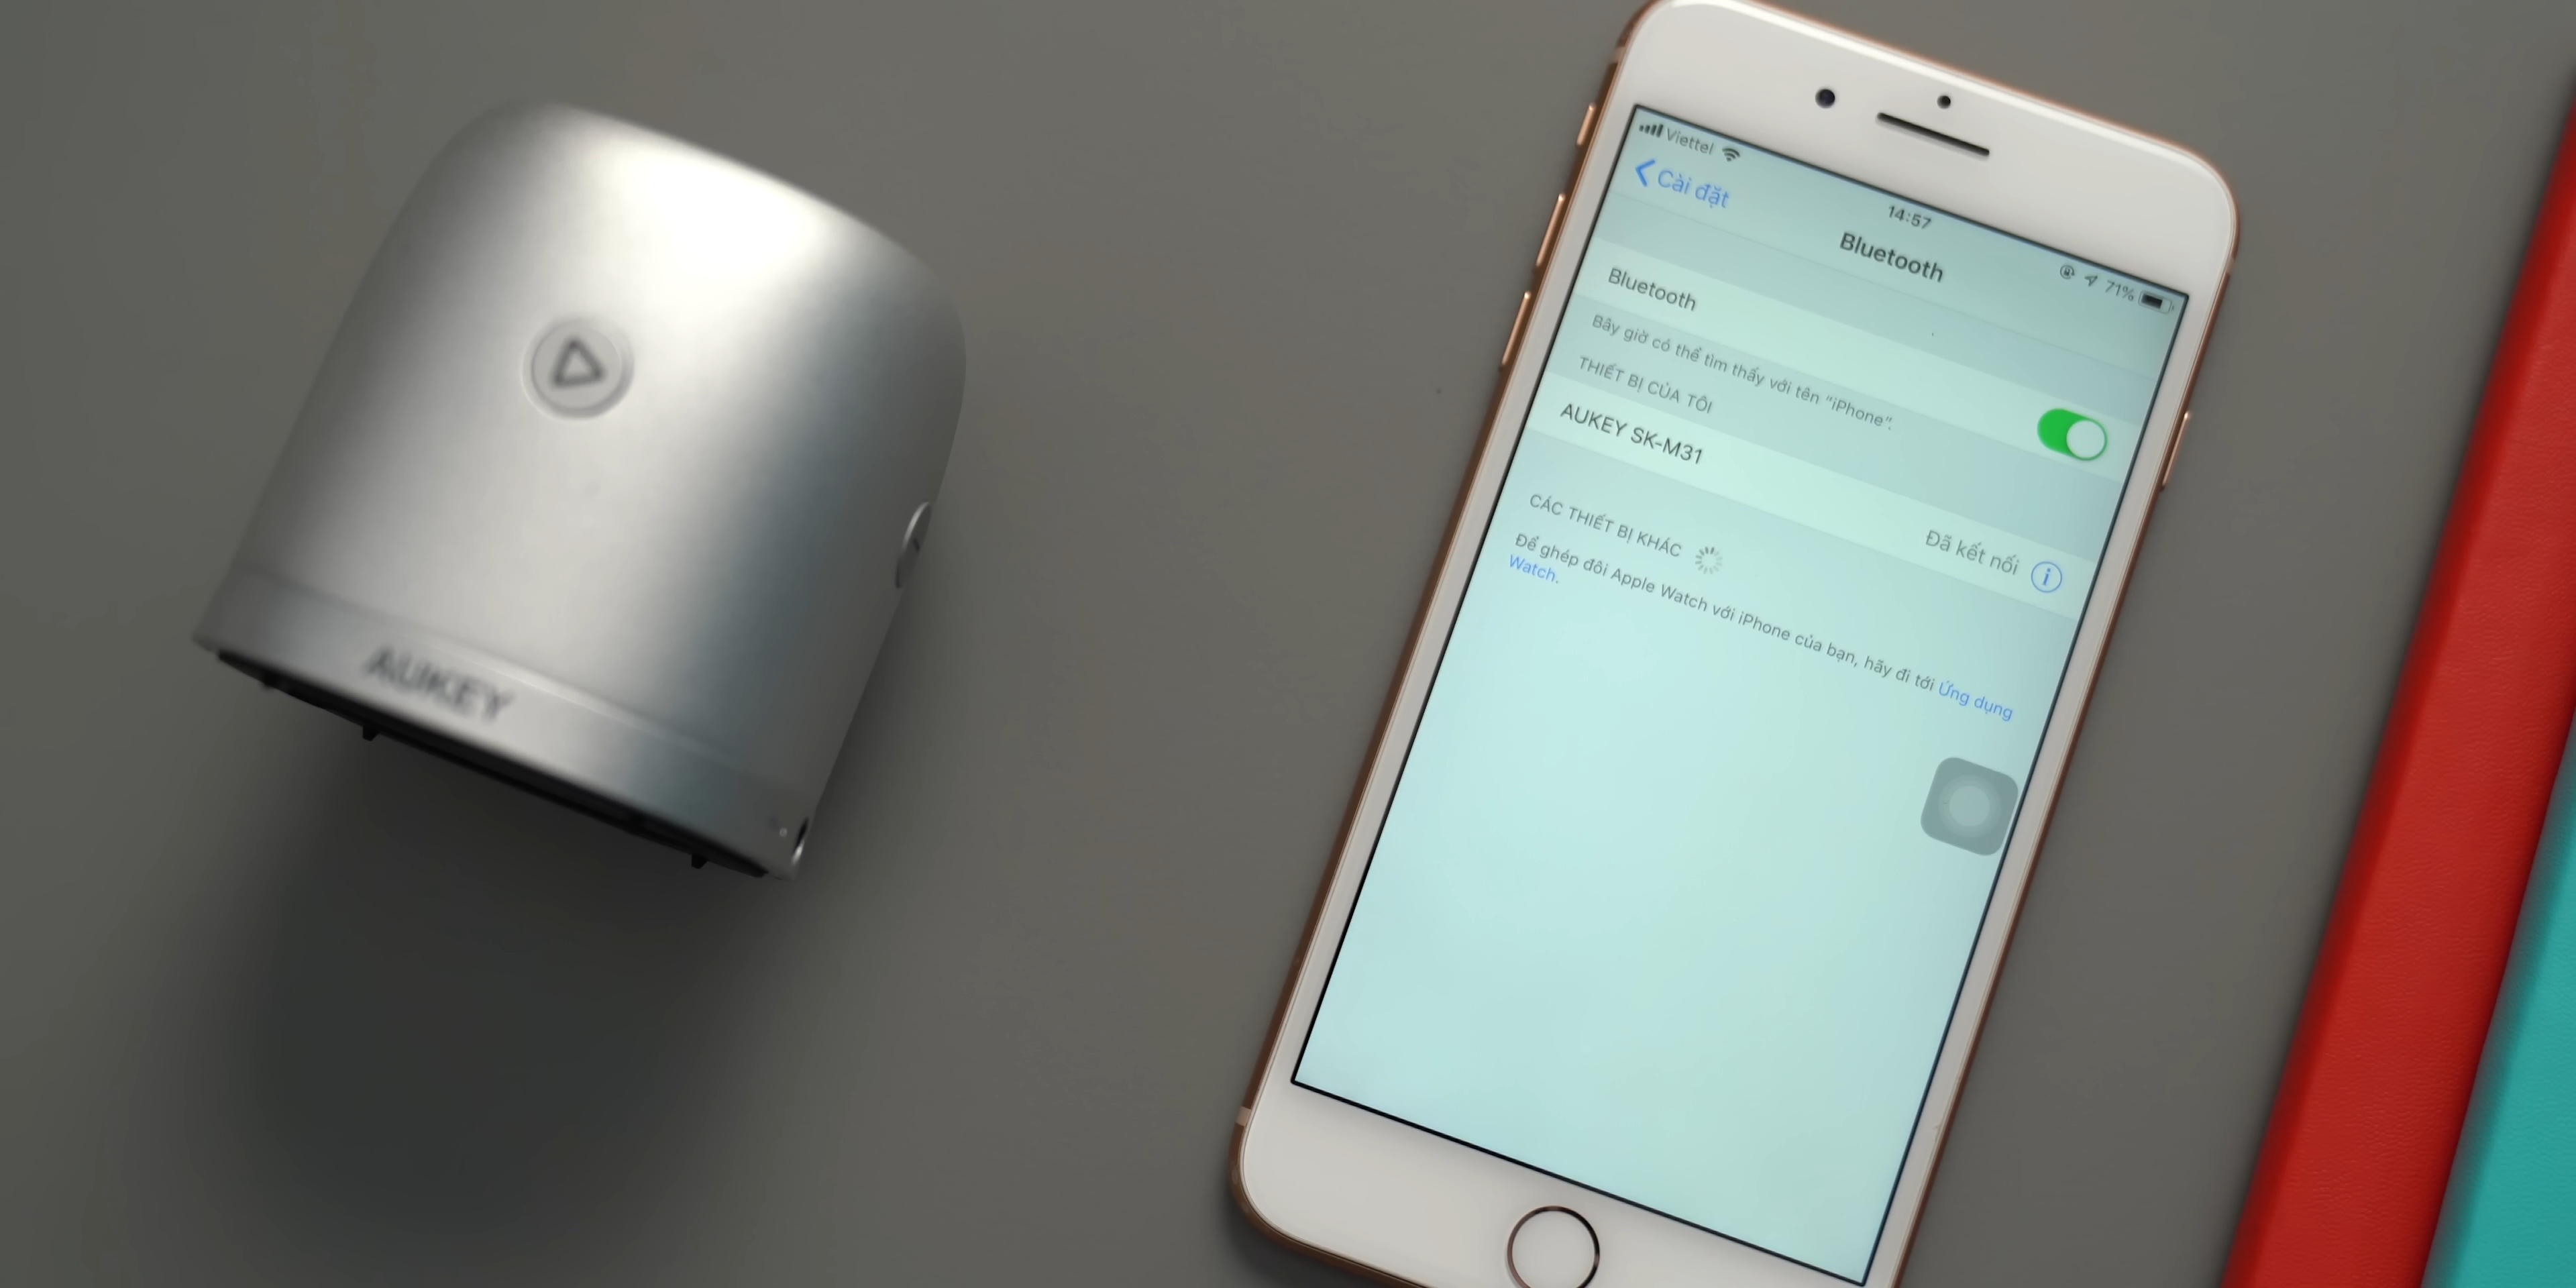 AUKEY
Viettel
14:57
71%
Cài đặt
Bluetooth
Bluetooth
Bây giờ có thể tìm thấy với tên “iPhone”.
THIẾT BỊ CỦA TÔI
AUKEY SK-M31
Đã kết nối
CÁC THIẾT BỊ KHÁC
Để ghép đôi Apple Watch với iPhone của bạn, hãy đi tới Ứng dụng
Watch.